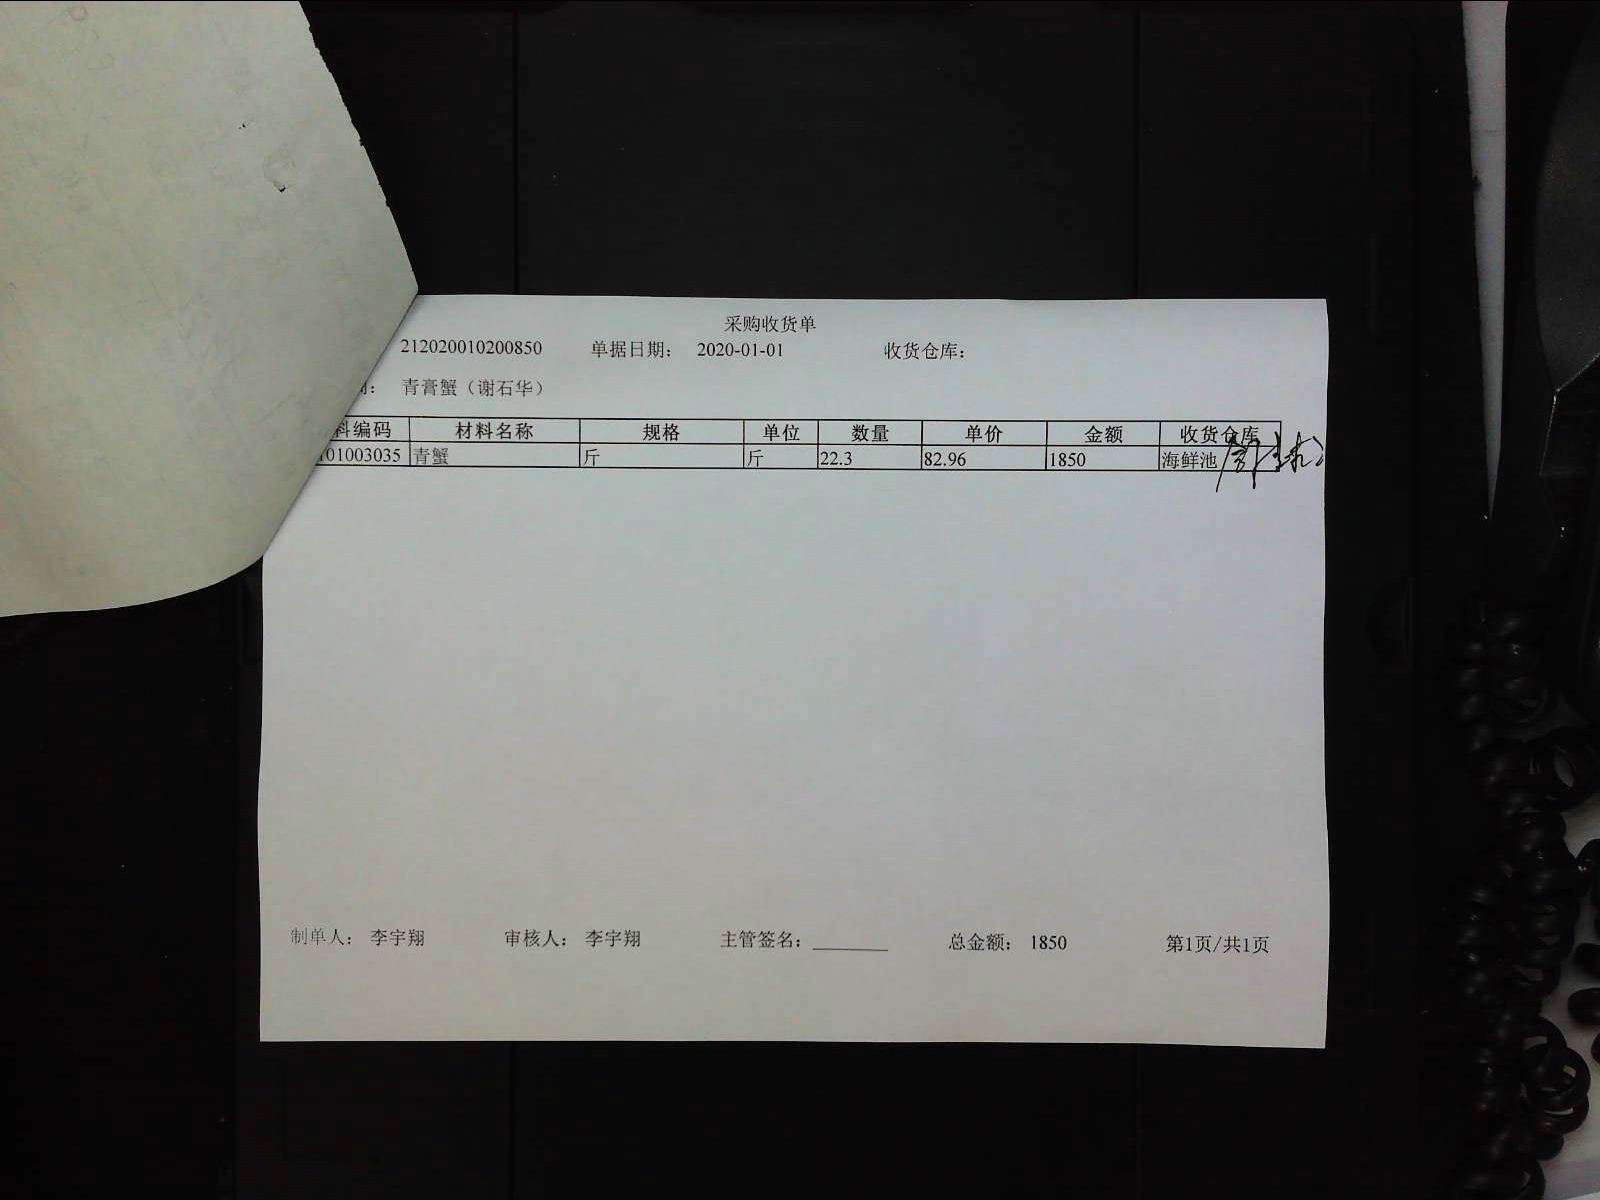 采购收货单
212020010200850 单据日期： 2020-01-01 收货仓库：
青膏蟹（谢石华）
料编码 材料名称 规格 单位 数量 单价 金额 收货仓库
01003035 青蟹 斤 斤 22.3 82.96 1850 海鲜池
制单人： 李宇翔 审核人： 李宇翔 主管签名： 总金额： 1850 第1页/共1页